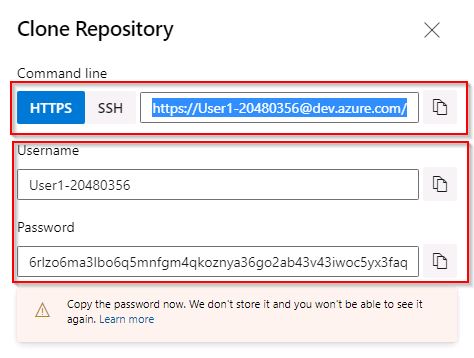 Clone Repository
Command line
HTTPS SSH https://User1-20480356@dev.azure.com/
Username
User1-20480356
Password
6rlzo6ma3lbo6q5mnfgm4qkoznya36go2ab43v43iwoc5yx3faq
Copy the password now. We don't store it and you won't be able to see it
again. Learn more